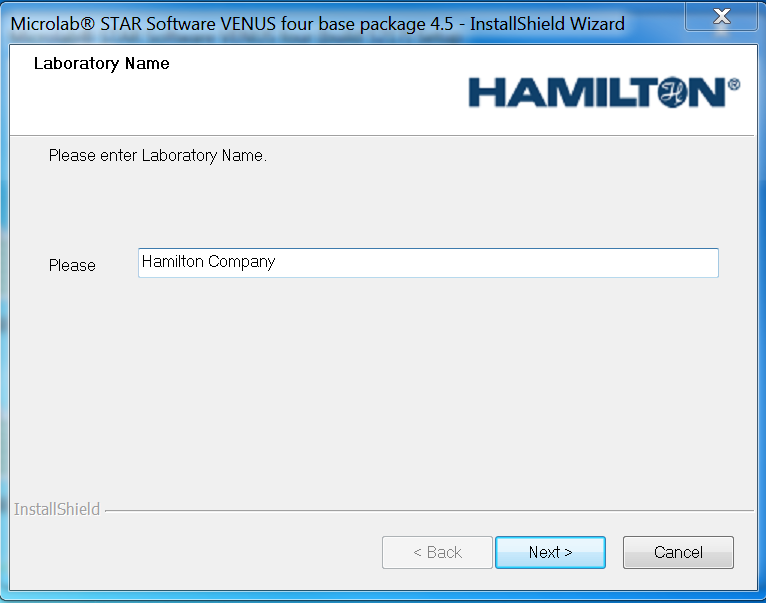 Microlab® STAR Software VENUS four base package 4.5 - InstallShield Wizard
Laboratory Name
HAMILTON®
Please enter Laboratory Name.
Please Hamilton Company
InstallShield
< Back Next > Cancel